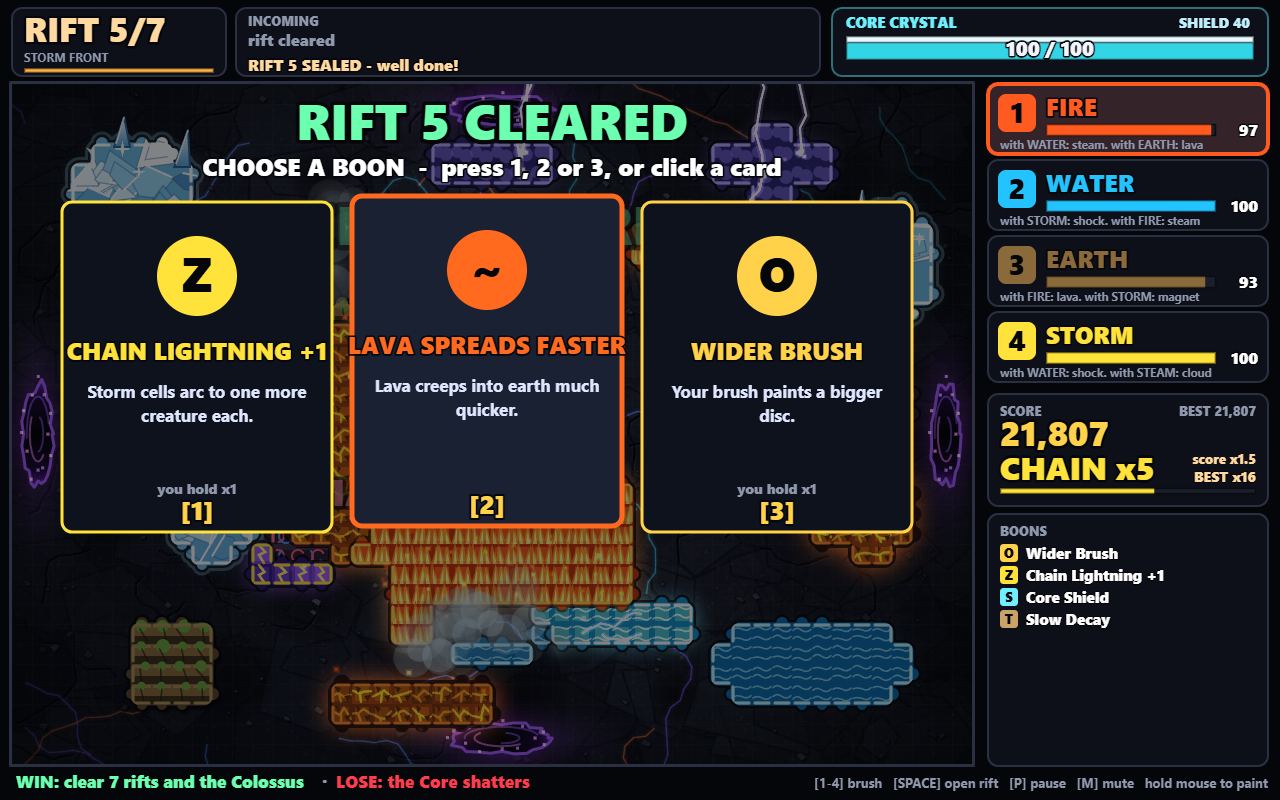 RIFT 5/7
STORM FRONT
INCOMING
rift cleared
RIFT 5 SEALED - well done!
CORE CRYSTAL
SHIELD 40
100 / 100
RIFT 5 CLEARED
CHOOSE A BOON - press 1, 2 or 3, or click a card
Z
CHAIN LIGHTNING +1
Storm cells arc to one more
creature each.
you hold x1
[1]
~
LAVA SPREADS FASTER
Lava creeps into earth much
quicker.
[2]
O
WIDER BRUSH
Your brush paints a bigger
disc.
you hold x1
[3]
1
FIRE
97
with WATER: steam. with EARTH: lava
2
WATER
100
with STORM: shock. with FIRE: steam
3
EARTH
93
with FIRE: lava. with STORM: magnet
4
STORM
100
with WATER: shock. with STEAM: cloud
SCORE
BEST 21,807
21,807
CHAIN x5
score x1.5
BEST x16
BOONS
O Wider Brush
Z Chain Lightning +1
S Core Shield
T Slow Decay
WIN: clear 7 rifts and the Colossus · LOSE: the Core shatters
[1-4] brush [SPACE] open rift [P] pause [M] mute hold mouse to paint